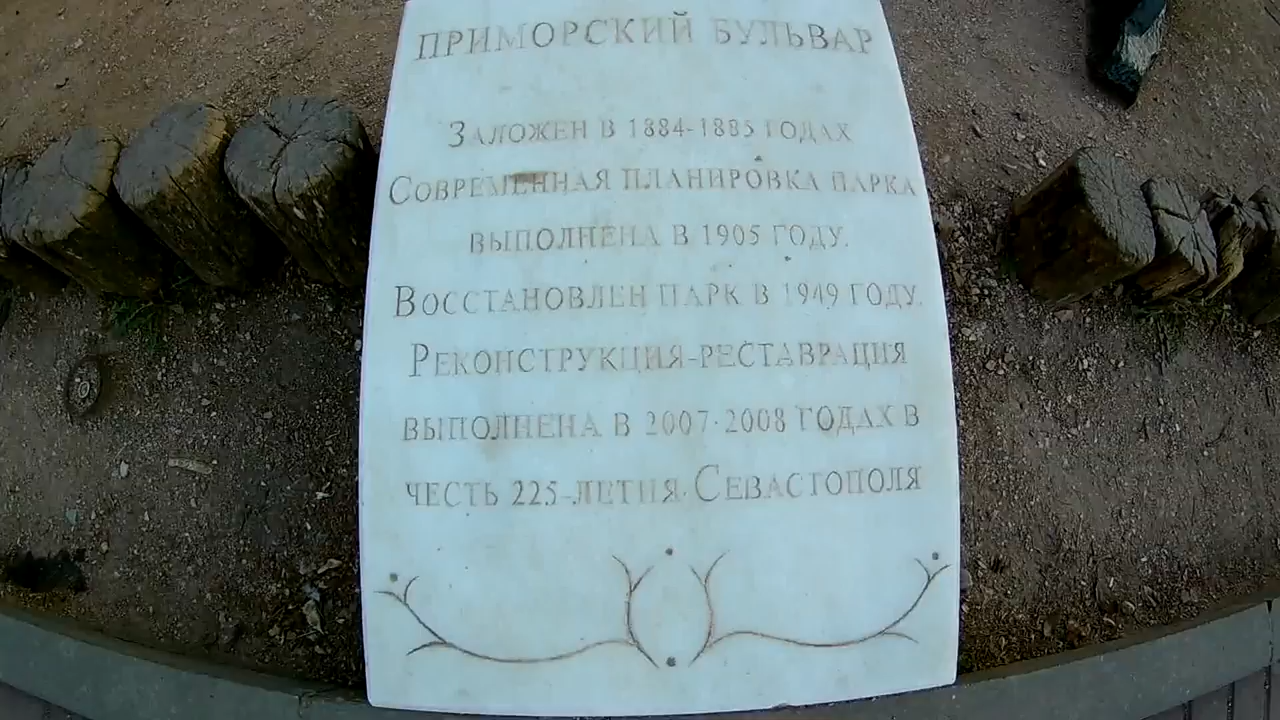 ПРИМОРСКИЙ БУЛЬВАР
ЗАЛОЖЕН В 1884-1885 ГОДАХ
СОВРЕМЕННАЯ ПЛАНИРОВКА ПАРКА
ВЫПОЛНЕНА В 1905 ГОДУ.
ВОССТАНОВЛЕН ПАРК В 1949 ГОДУ.
РЕКОНСТРУКЦИЯ-РЕСТАВРАЦИЯ
ВЫПОЛНЕНА В 2007-2008 ГОДАХ В
ЧЕСТЬ 225-ЛЕТИЯ СЕВАСТОПОЛЯ